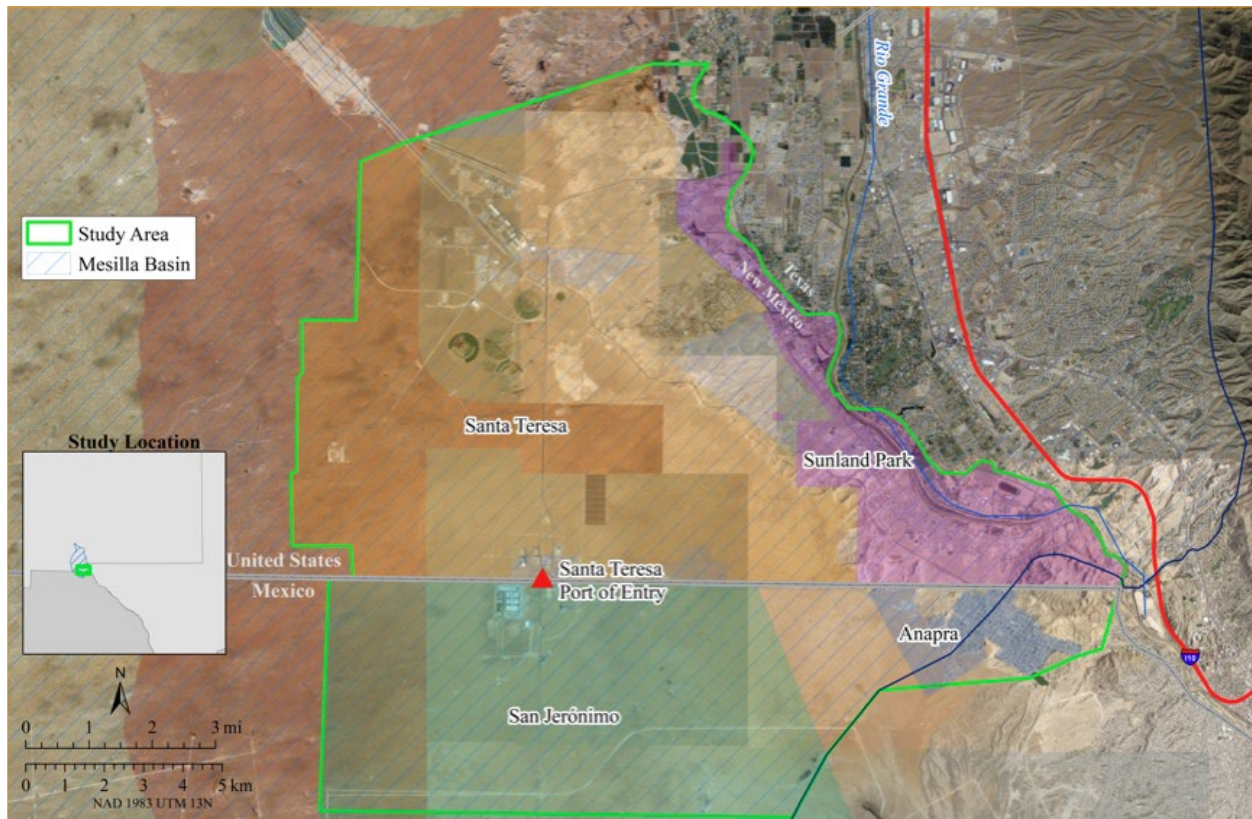 Rio Grande
Study Area
Mesilla Basin
Texas
New Mexico
Santa Teresa
Sunland Park
Study Location
United States
Mexico
Santa Teresa
Port of Entry
Anapra
San Jerónimo
N
0 1 2 3 mi
0 1 2 3 4 5 km
NAD 1983 UTM 13N